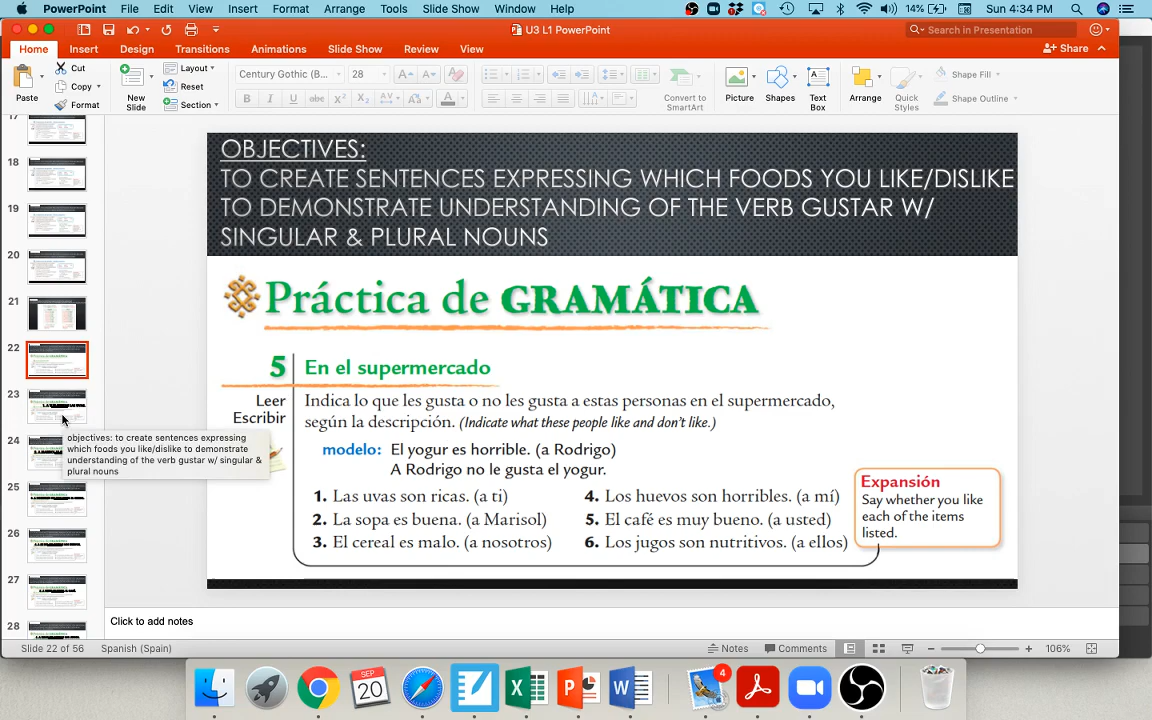 PowerPoint File Edit View Insert Format Arrange Tools Slide Show Window Help 14% Sun 4:34 PM
U3 L1 PowerPoint
Search in Presentation
Home Insert Design Transitions Animations Slide Show Review View
Share
Paste
Cut
Copy
Format
New Slide
Layout
Reset
Section
Century Gothic (B...
28
Convert to SmartArt
Picture
Shapes
Text Box
Arrange
Quick Styles
Shape Fill
Shape Outline
17
18
19
20
21
22
23
24
25
26
27
28
objectives: to create sentences expressing
which foods you like/dislike to demonstrate
understanding of the verb gustar w/ singular &
plural nouns
OBJECTIVES:
TO CREATE SENTENCES EXPRESSING WHICH FOODS YOU LIKE/DISLIKE
TO DEMONSTRATE UNDERSTANDING OF THE VERB GUSTAR W/
SINGULAR & PLURAL NOUNS
Práctica de GRAMÁTICA
5 En el supermercado
Leer
Escribir
Indica lo que les gusta o no les gusta a estas personas en el supermercado,
según la descripción. (Indicate what these people like and don't like.)
modelo: El yogur es horrible. (a Rodrigo)
A Rodrigo no le gusta el yogur.
1. Las uvas son ricas. (a ti)
2. La sopa es buena. (a Marisol)
3. El cereal es malo. (a nosotros)
4. Los huevos son horribles. (a mí)
5. El café es muy bueno. (a usted)
6. Los jugos son nutritivos. (a ellos)
Expansión
Say whether you like
each of the items
listed.
Click to add notes
Slide 22 of 56 Spanish (Spain)
Notes Comments 106%
SEP
20
4